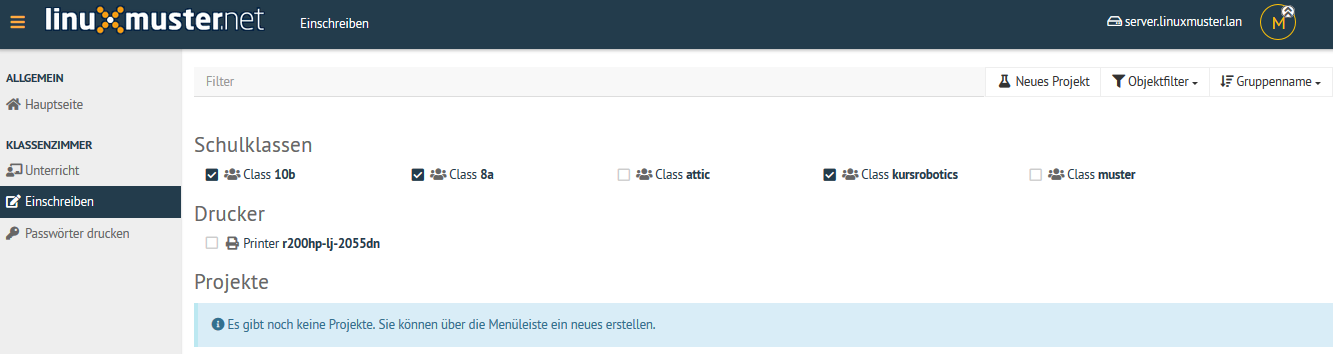 linuxmuster.net
Einschreiben
server.linuxmuster.lan
M
ALLGEMEIN
Hauptseite
KLASSENZIMMER
Unterricht
Einschreiben
Passwörter drucken
Filter
Neues Projekt
Objektfilter
Gruppenname
Schulklassen
Class 10b
Class 8a
Class attic
Class kursrobotics
Class muster
Drucker
Printer r200hp-lj-2055dn
Projekte
Es gibt noch keine Projekte. Sie können über die Menüleiste ein neues erstellen.